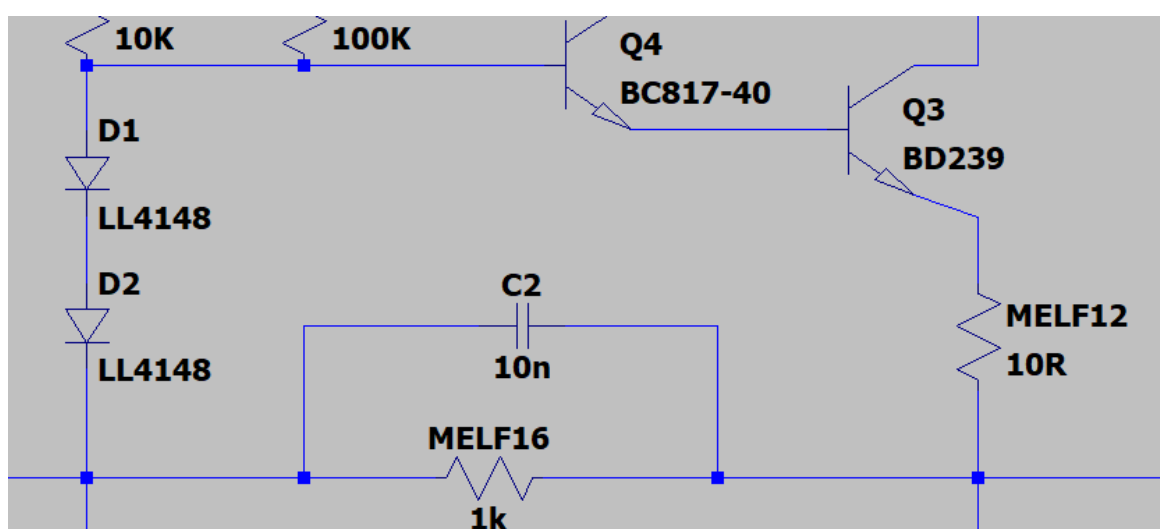 10K
100K
Q4
BC817-40
Q3
BD239
D1
LL4148
D2
LL4148
C2
10n
MELF12
10R
MELF16
1k